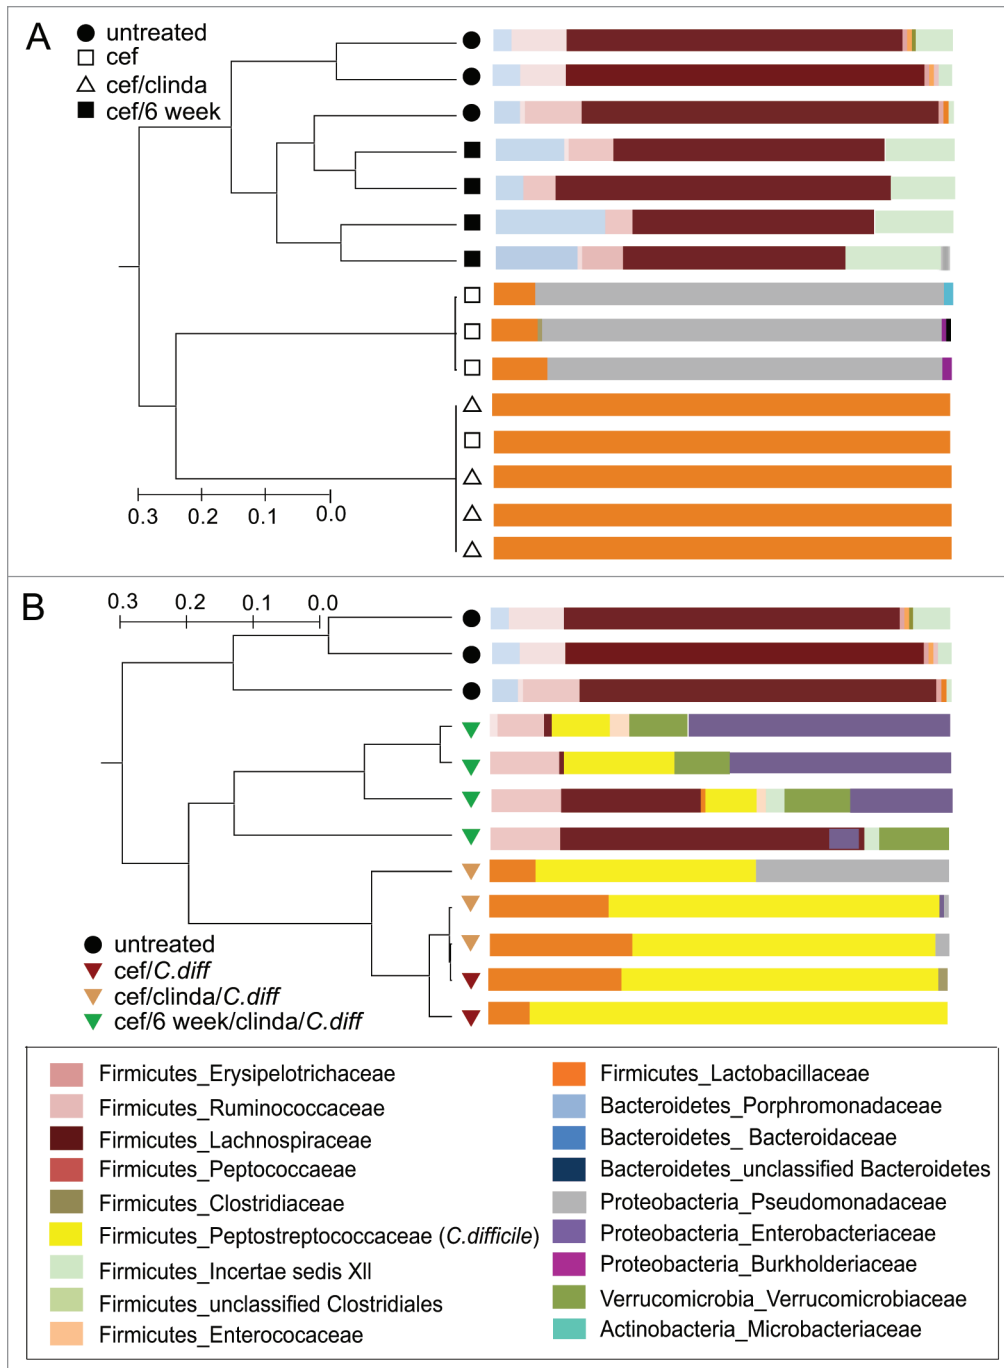 A
untreated
cef
cef/clinda
cef/6 week
0.3 0.2 0.1 0.0
B
0.3 0.2 0.1 0.0
untreated
cef/C.diff
cef/clinda/C.diff
cef/6 week/clinda/C.diff
Firmicutes_Erysipelotrichaceae
Firmicutes_Ruminococcaceae
Firmicutes_Lachnospiraceae
Firmicutes_Peptococcaeae
Firmicutes_Clostridiaceae
Firmicutes_Peptostreptococcaceae (C.difficile)
Firmicutes_Incertae sedis XII
Firmicutes_unclassified Clostridiales
Firmicutes_Enterococaceae
Firmicutes_Lactobacillaceae
Bacteroidetes_Porphromonadaceae
Bacteroidetes_ Bacteroidaceae
Bacteroidetes_unclassified Bacteroidetes
Proteobacteria_Pseudomonadaceae
Proteobacteria_Enterobacteriaceae
Proteobacteria_Burkholderiaceae
Verrucomicrobia_Verrucomicrobiaceae
Actinobacteria_Microbacteriaceae